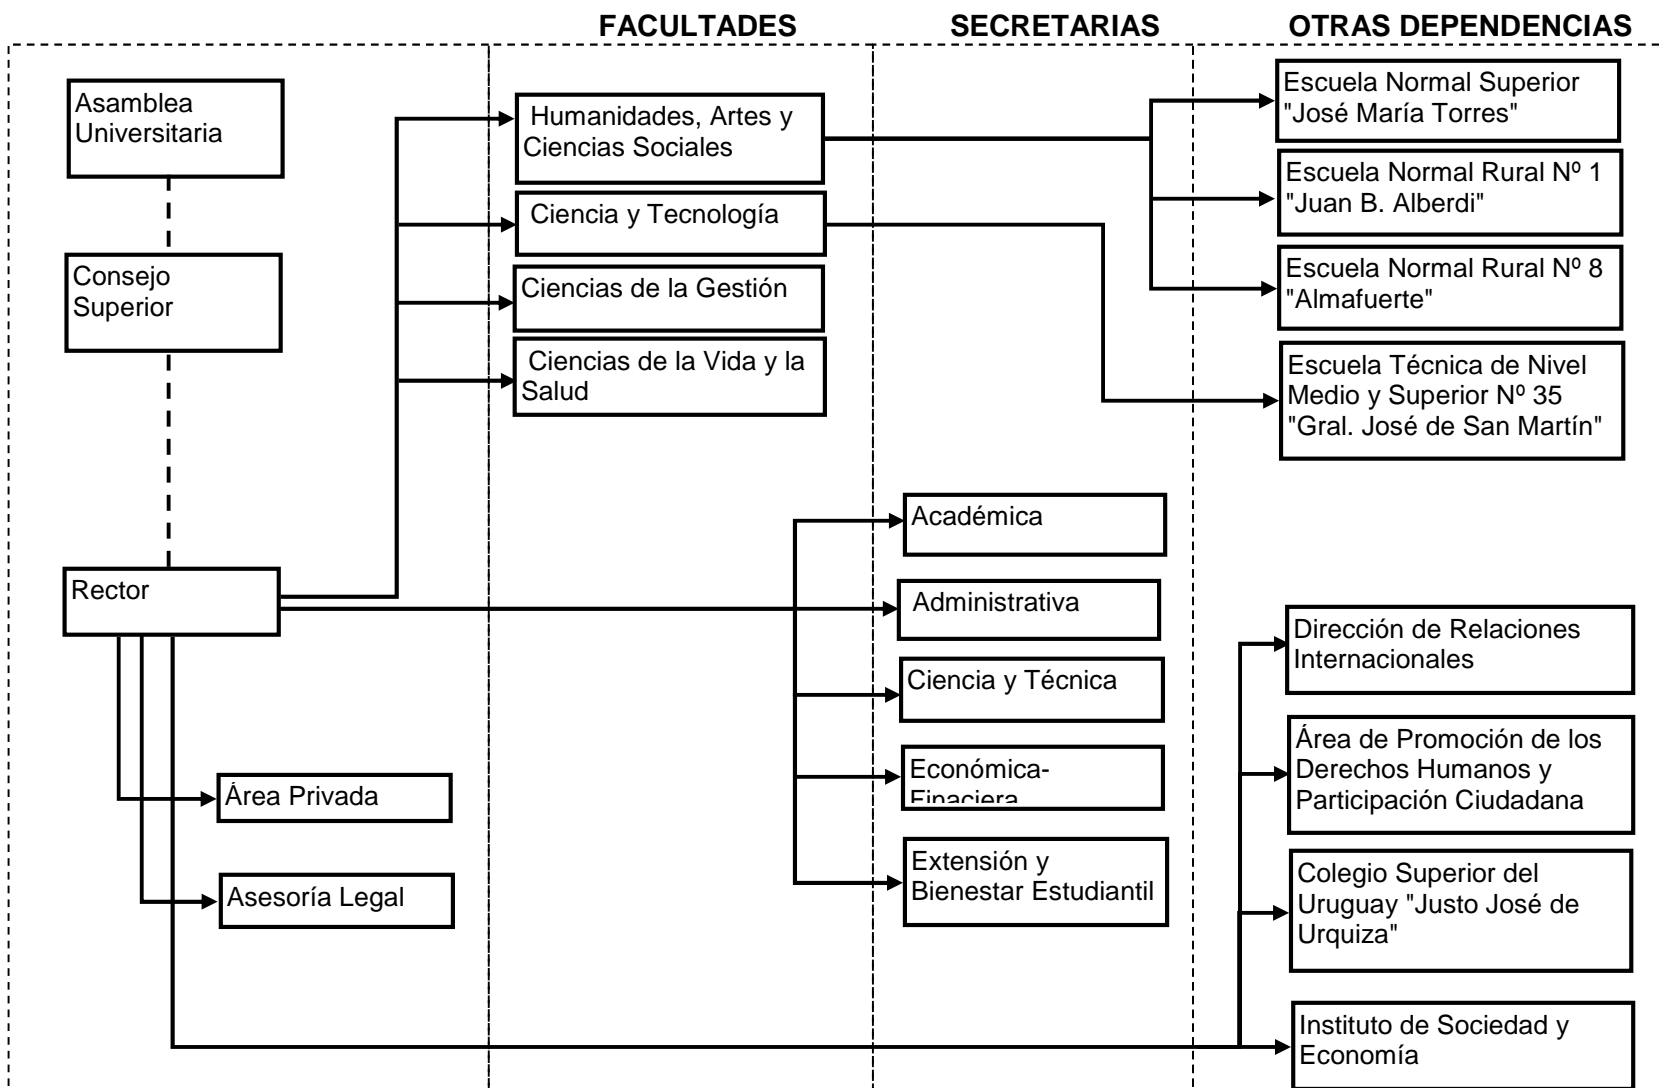 FACULTADES
SECRETARIAS
OTRAS DEPENDENCIAS
Asamblea
Universitaria
Consejo
Superior
Rector
Área Privada
Asesoría Legal
Humanidades, Artes y
Ciencias Sociales
Ciencia y Tecnología
Ciencias de la Gestión
Ciencias de la Vida y la
Salud
Académica
Administrativa
Ciencia y Técnica
Económica-
Finaciera
Extensión y
Bienestar Estudiantil
Escuela Normal Superior
"José María Torres"
Escuela Normal Rural Nº 1
"Juan B. Alberdi"
Escuela Normal Rural Nº 8
"Almafuerte"
Escuela Técnica de Nivel
Medio y Superior Nº 35
"Gral. José de San Martín"
Dirección de Relaciones
Internacionales
Área de Promoción de los
Derechos Humanos y
Participación Ciudadana
Colegio Superior del
Uruguay "Justo José de
Urquiza"
Instituto de Sociedad y
Economía